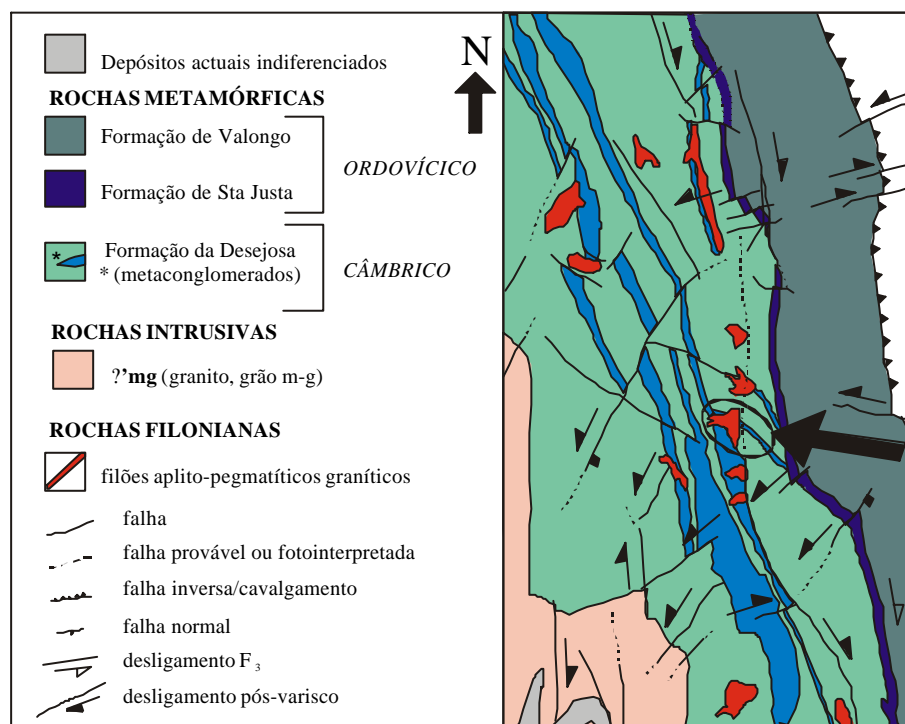 Depósitos actuais indiferenciados
ROCHAS METAMÓRFICAS
Formação de Valongo
ORDOVÍCICO
Formação de Sta Justa
* Formação da Desejosa
* (metaconglomerados)
CÂMBRICO
ROCHAS INTRUSIVAS
?’mg (granito, grão m-g)
ROCHAS FILONIANAS
filões aplito-pegmatíticos graníticos
falha
falha provável ou fotointerpretada
falha inversa/cavalgamento
falha normal
desligamento F₃
desligamento pós-varisco
N